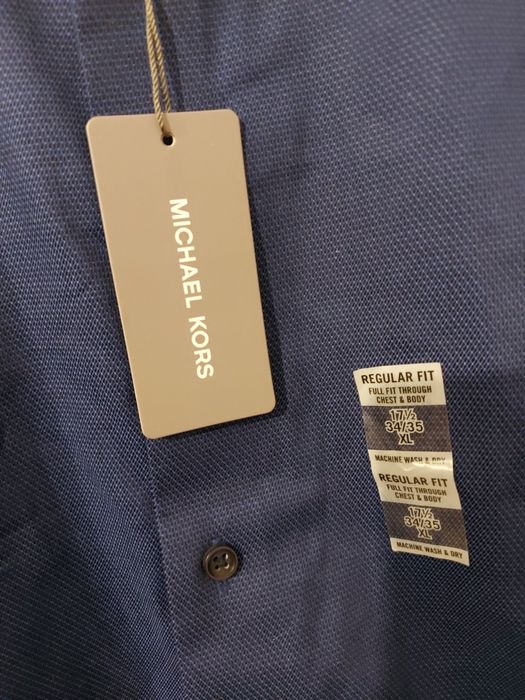 MICHAEL KORS
REGULAR FIT
FULL FIT THROUGH
CHEST & BODY
17½
34/35
XL
MACHINE WASH & DRY
REGULAR FIT
FULL FIT THROUGH
CHEST & BODY
17½
34/35
XL
MACHINE WASH & DRY